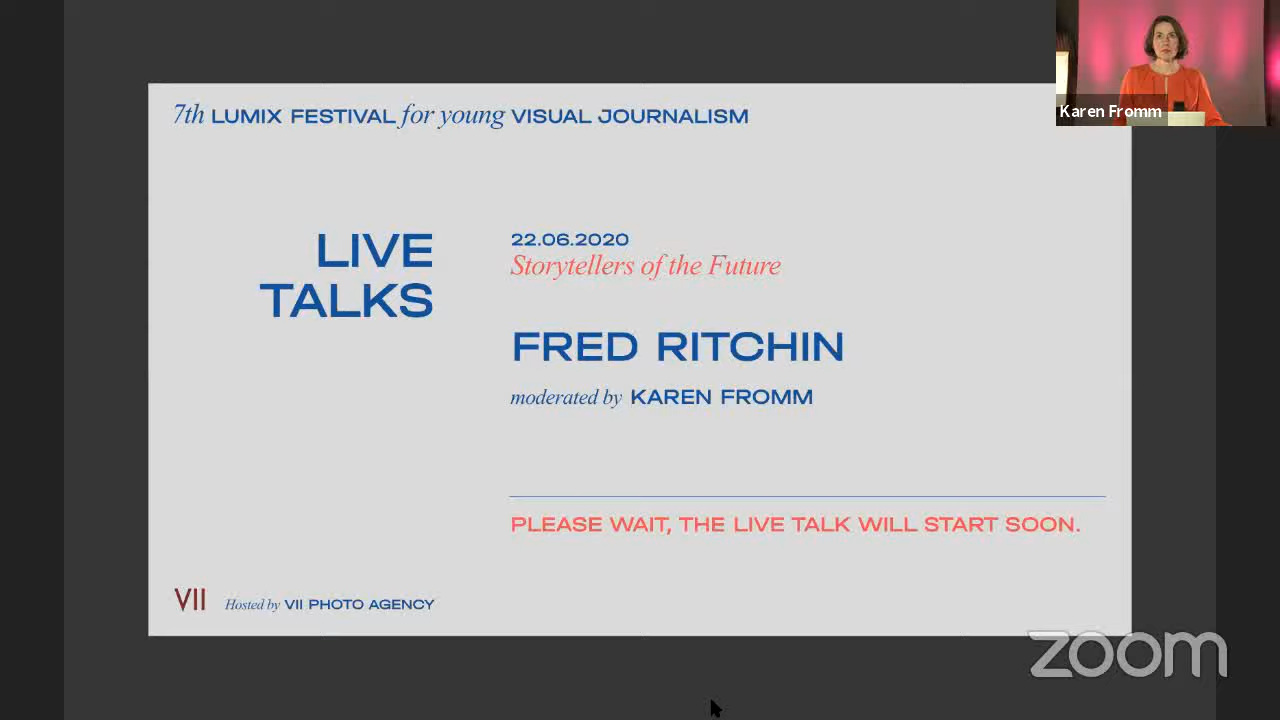 7th LUMIX FESTIVAL for young VISUAL JOURNALISM
LIVE
TALKS
22.06.2020
Storytellers of the Future
FRED RITCHIN
moderated by KAREN FROMM
PLEASE WAIT, THE LIVE TALK WILL START SOON.
VII Hosted by VII PHOTO AGENCY
Karen Fromm
zoom